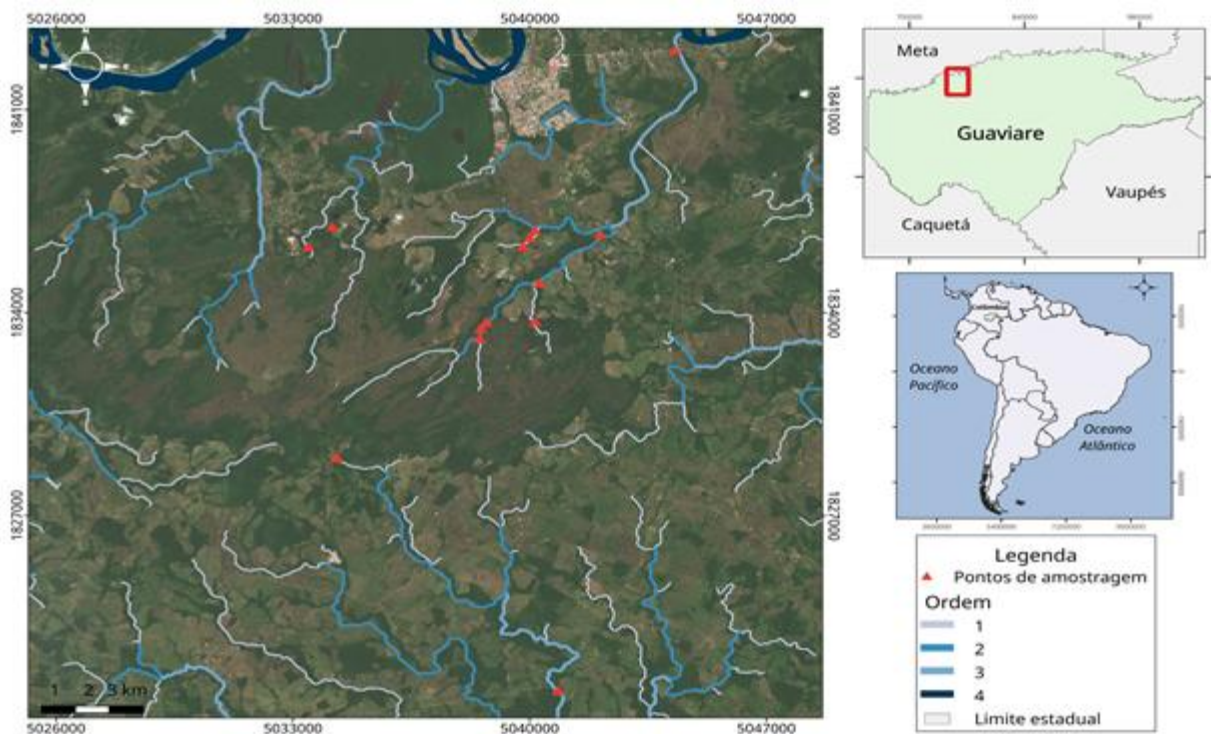 5026000 5033000 5040000 5047000
1841000
1834000
1827000
1841000
1834000
1827000
1 2 3 km
5026000 5033000 5040000 5047000
Meta
Guaviare
Vaupés
Caquetá
Oceano
Pacífico
Oceano
Atlântico
Legenda
Pontos de amostragem
Ordem
1
2
3
4
Límite estadual